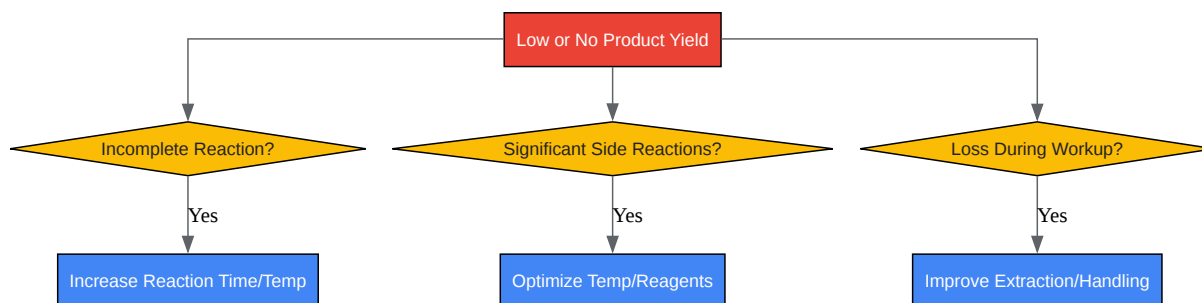 Low or No Product Yield
Incomplete Reaction?
Significant Side Reactions?
Loss During Workup?
Yes
Yes
Yes
Increase Reaction Time/Temp
Optimize Temp/Reagents
Improve Extraction/Handling